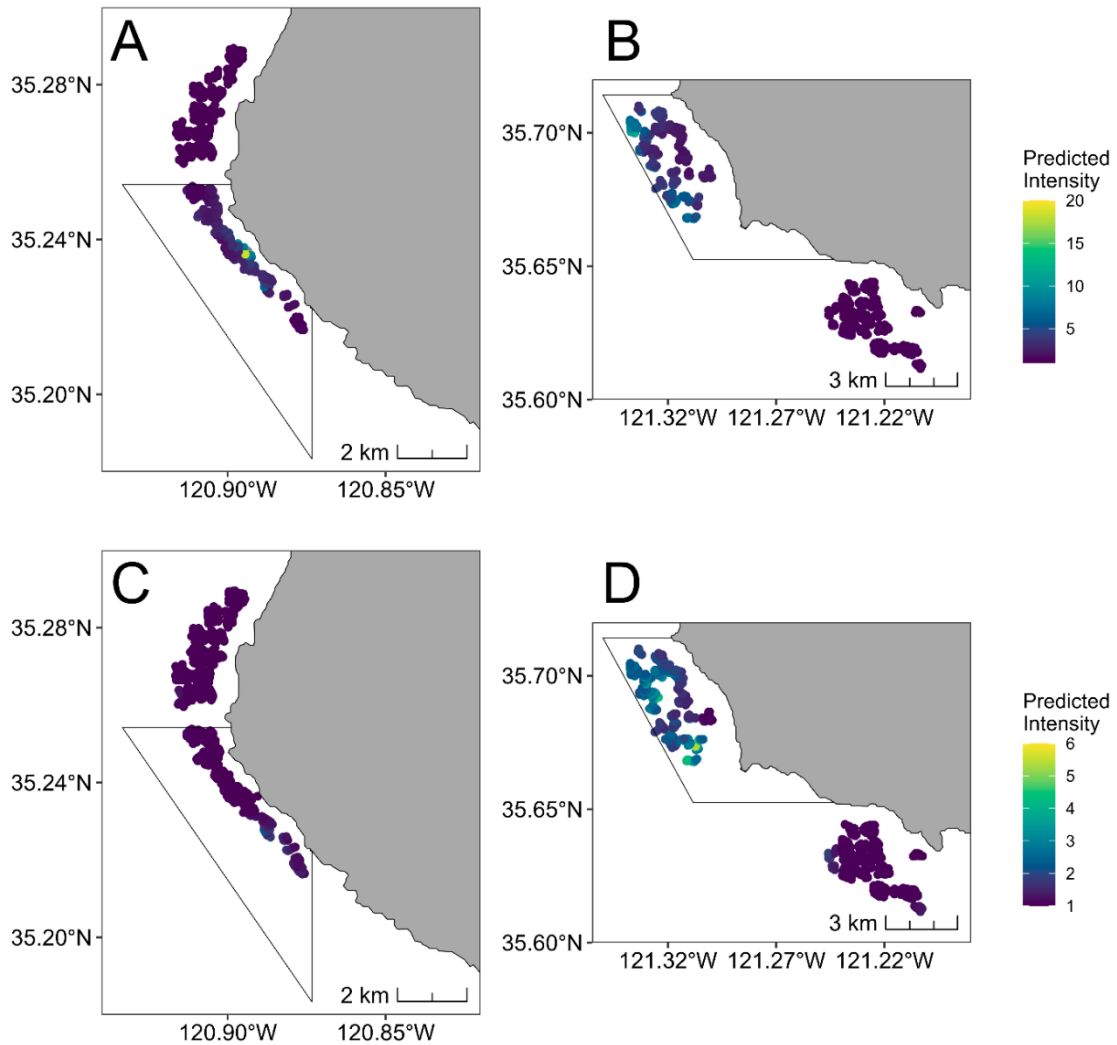 A
35.28°N
35.24°N
35.20°N
2 km
120.90°W 120.85°W
B
35.70°N
35.65°N
35.60°N
3 km
121.32°W 121.27°W 121.22°W
Predicted
Intensity
20
15
10
5
C
35.28°N
35.24°N
35.20°N
2 km
120.90°W 120.85°W
D
35.70°N
35.65°N
35.60°N
3 km
121.32°W 121.27°W 121.22°W
Predicted
Intensity
6
5
4
3
2
1